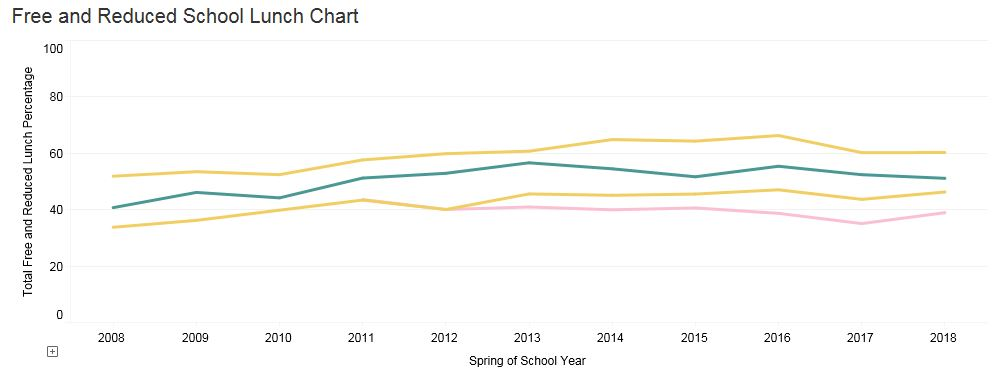 Free and Reduced School Lunch Chart
Total Free and Reduced Lunch Percentage
100
80
60
40
20
0
2008 2009 2010 2011 2012 2013 2014 2015 2016 2017 2018
Spring of School Year